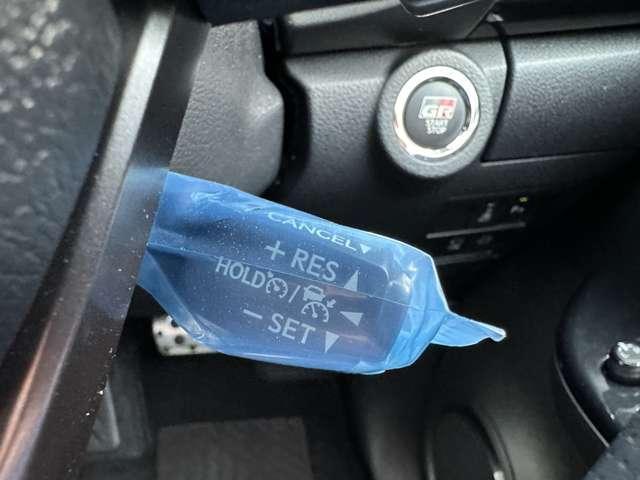 GR
START
STOP
CANCEL▼
+ RES ▲
HOLD / ◀
− SET ▼